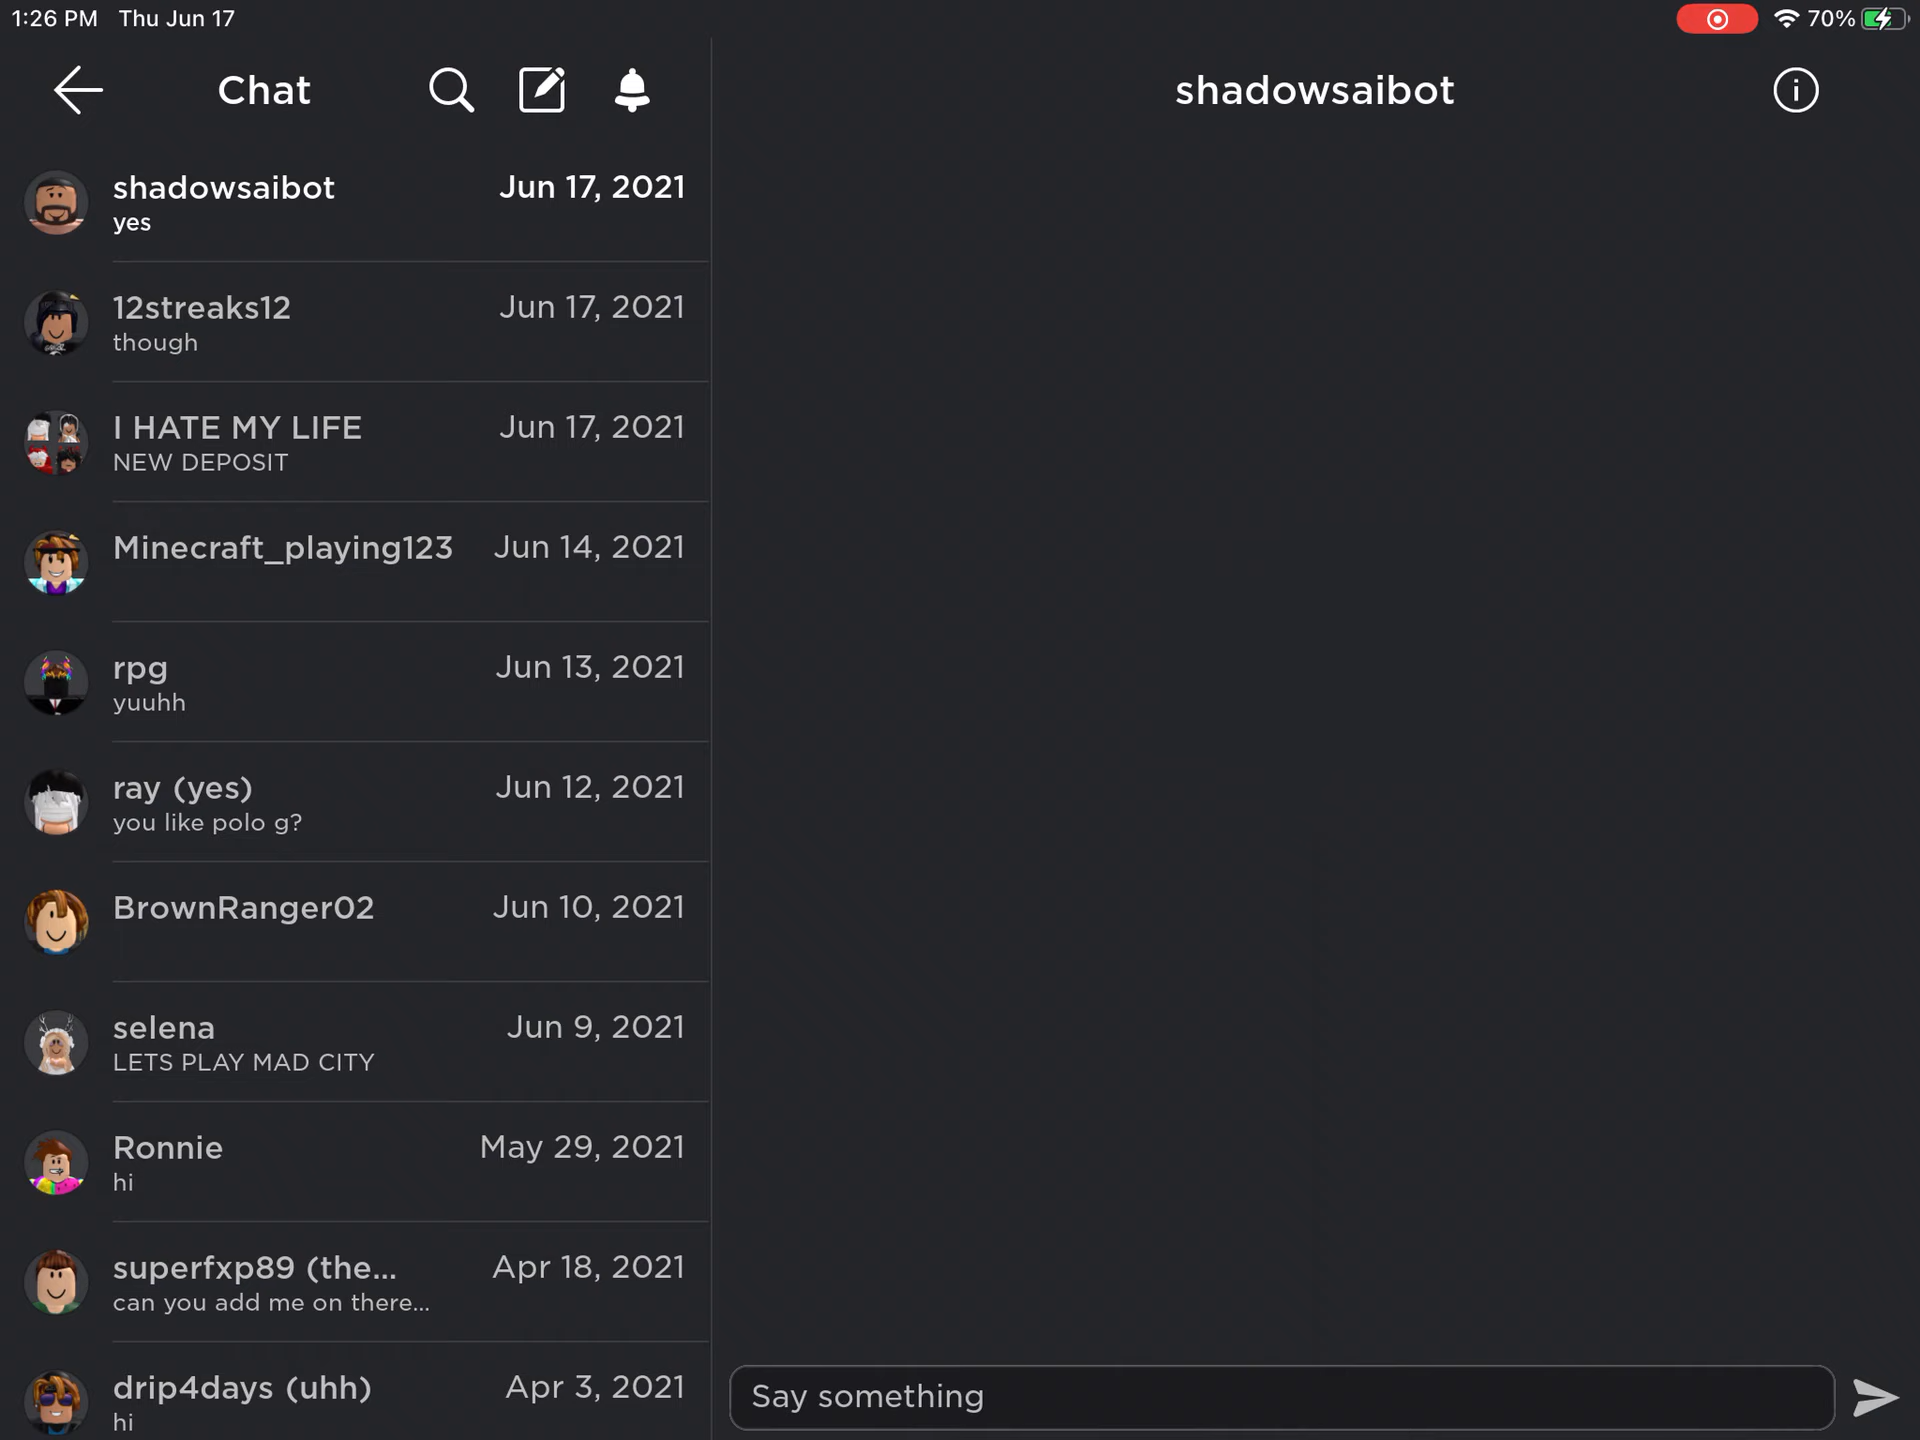 1:26 PM Thu Jun 17
70%
Chat
shadowsaibot
shadowsaibot Jun 17, 2021
yes
12streaks12 Jun 17, 2021
though
I HATE MY LIFE Jun 17, 2021
NEW DEPOSIT
Minecraft_playing123 Jun 14, 2021
rpg Jun 13, 2021
yuuhh
ray (yes) Jun 12, 2021
you like polo g?
BrownRanger02 Jun 10, 2021
selena Jun 9, 2021
LETS PLAY MAD CITY
Ronnie May 29, 2021
hi
superfxp89 (the... Apr 18, 2021
can you add me on there...
drip4days (uhh) Apr 3, 2021
hi
Say something